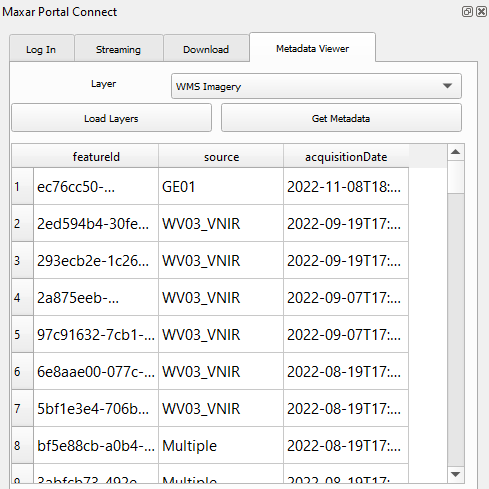 Maxar Portal Connect
Log In Streaming Download Metadata Viewer
Layer WMS Imagery
Load Layers Get Metadata
featureId source acquisitionDate
1 ec76cc50-... GE01 2022-11-08T18:...
2 2ed594b4-30fe... WV03_VNIR 2022-09-19T17:...
3 293ecb2e-1c26... WV03_VNIR 2022-09-19T17:...
4 2a875eeb-... WV03_VNIR 2022-09-07T17:...
5 97c91632-7cb1-... WV03_VNIR 2022-09-07T17:...
6 6e8aae00-077c-... WV03_VNIR 2022-08-19T17:...
7 5bf1e3e4-706b... WV03_VNIR 2022-08-19T17:...
8 bf5e88cb-a0b4-... Multiple 2022-08-19T17:...
9 3abfcb73-492e... Multiple 2022-08-19T17:...